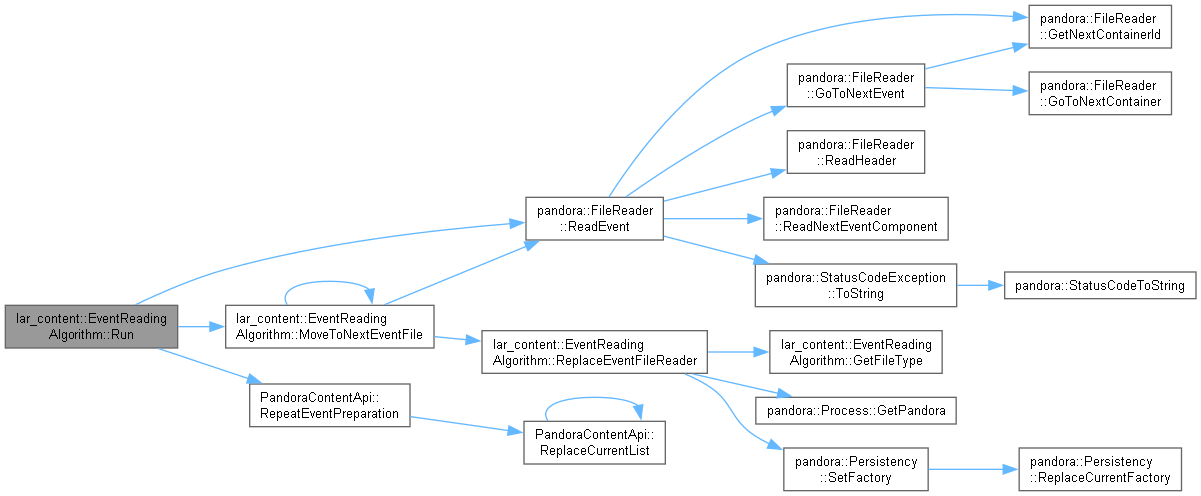 lar_content::EventReading
Algorithm::Run
pandora::FileReader
::ReadEvent
pandora::FileReader
::GetNextContainerId
pandora::FileReader
::GoToNextEvent
pandora::FileReader
::GoToNextContainer
pandora::FileReader
::ReadHeader
pandora::FileReader
::ReadNextEventComponent
pandora::StatusCodeException
::ToString
pandora::StatusCodeToString
lar_content::EventReading
Algorithm::MoveToNextEventFile
lar_content::EventReading
Algorithm::ReplaceEventFileReader
lar_content::EventReading
Algorithm::GetFileType
pandora::Process::GetPandora
pandora::Persistency
::SetFactory
pandora::Persistency
::ReplaceCurrentFactory
PandoraContentApi::
RepeatEventPreparation
PandoraContentApi::
ReplaceCurrentList